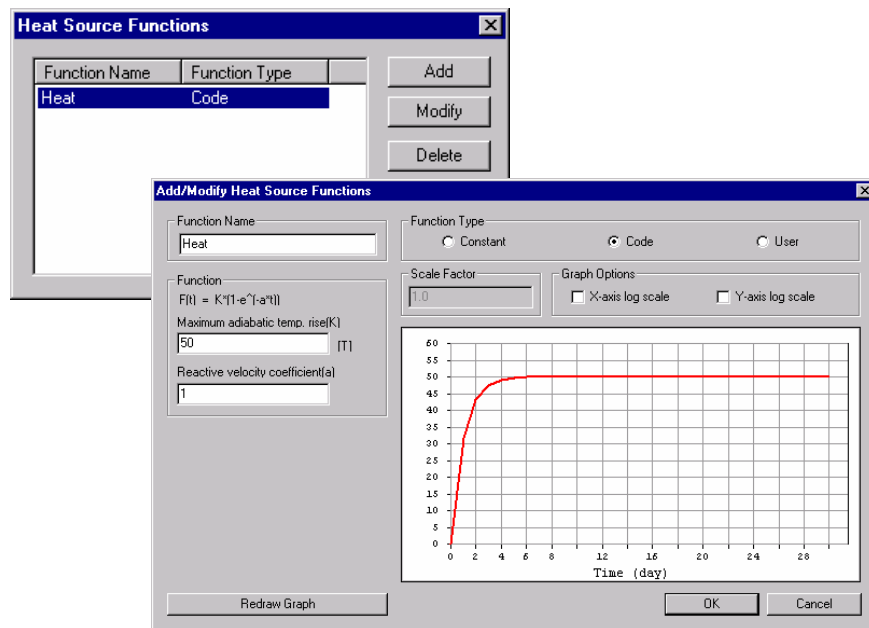 Heat Source Functions
Function Name Function Type
Heat Code
Add
Modify
Delete
Add/Modify Heat Source Functions
Function Name
Heat
Function Type
Constant Code User
Function
F(t) = K*(1-e^(-a*t))
Maximum adiabatic temp. rise(K)
50 [T]
Reactive velocity coefficient(a)
1
Scale Factor
1.0
Graph Options
X-axis log scale Y-axis log scale
60
55
50
45
40
35
30
25
20
15
10
5
0
0 2 4 6 8 12 16 20 24 28
Time (day)
Redraw Graph
OK Cancel